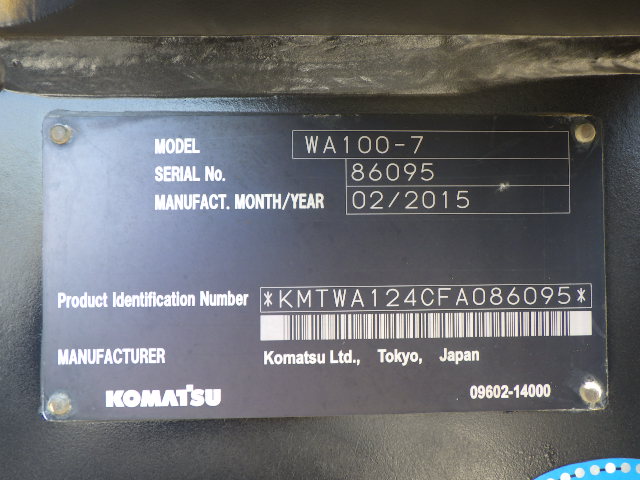 MODEL WA100-7
SERIAL No. 86095
MANUFACT. MONTH/YEAR 02/2015
Product Identification Number *KMTWA124CFA086095*
MANUFACTURER Komatsu Ltd., Tokyo, Japan
KOMATSU 09602-14000